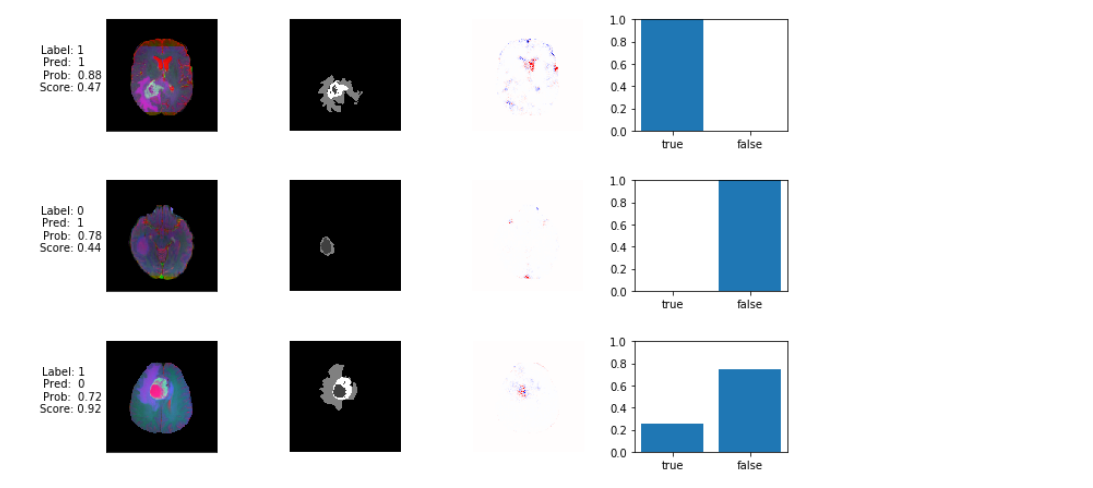 Label: 1
Pred: 1
Prob: 0.88
Score: 0.47
1.0
0.8
0.6
0.4
0.2
0.0
true false
Label: 0
Pred: 1
Prob: 0.78
Score: 0.44
1.0
0.8
0.6
0.4
0.2
0.0
true false
Label: 1
Pred: 0
Prob: 0.72
Score: 0.92
1.0
0.8
0.6
0.4
0.2
0.0
true false